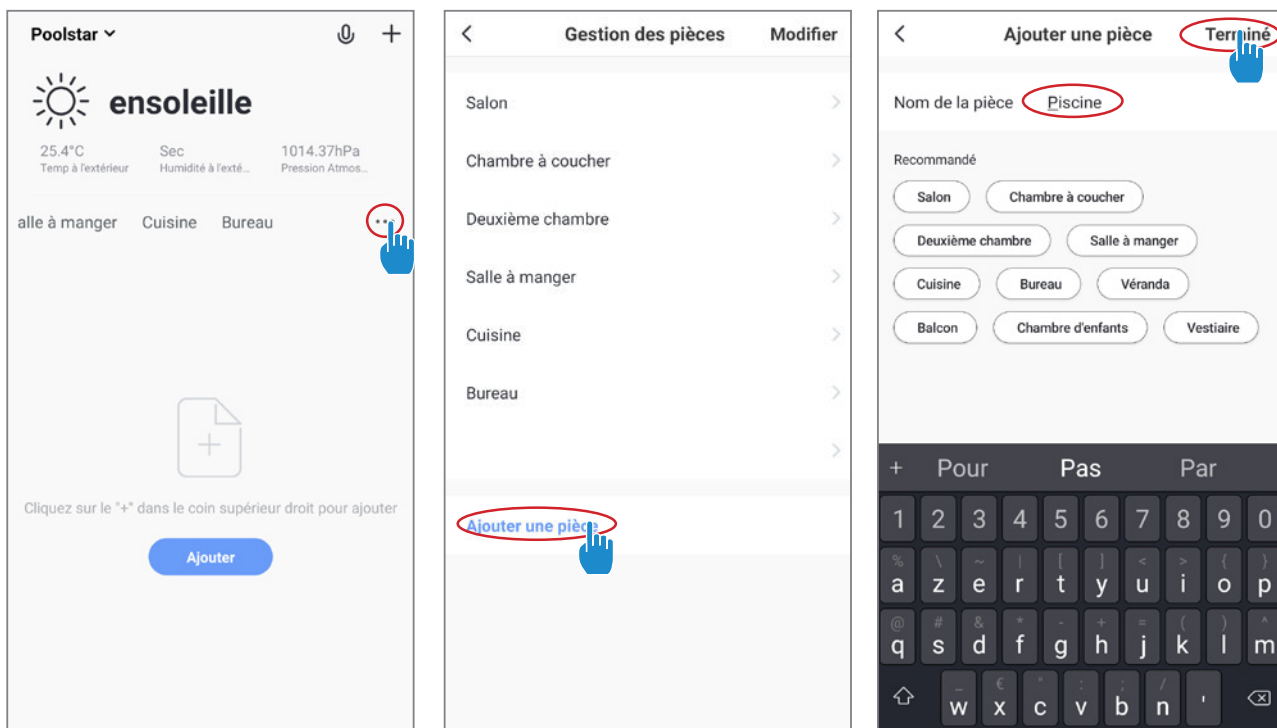 Poolstar
ensoleille
25.4°C Sec 1014.37hPa
Temp à l'extérieur Humidité à l'exté... Pression Atmos...
alle à manger Cuisine Bureau ...
Cliquez sur le "+" dans le coin supérieur droit pour ajouter
Ajouter
Gestion des pièces Modifier
Salon
Chambre à coucher
Deuxième chambre
Salle à manger
Cuisine
Bureau
Ajouter une pièce
Ajouter une pièce Terminé
Nom de la pièce Piscine
Recommandé
Salon Chambre à coucher
Deuxième chambre Salle à manger
Cuisine Bureau Véranda
Balcon Chambre d'enfants Vestiaire
+ Pour Pas Par
1 2 3 4 5 6 7 8 9 0
% \ ~ | [ ] < > { }
a z e r t y u i o p
@ # & * - + = ( ) ^
q s d f g h j k l m
_ € " : ; /
w x c v b n '